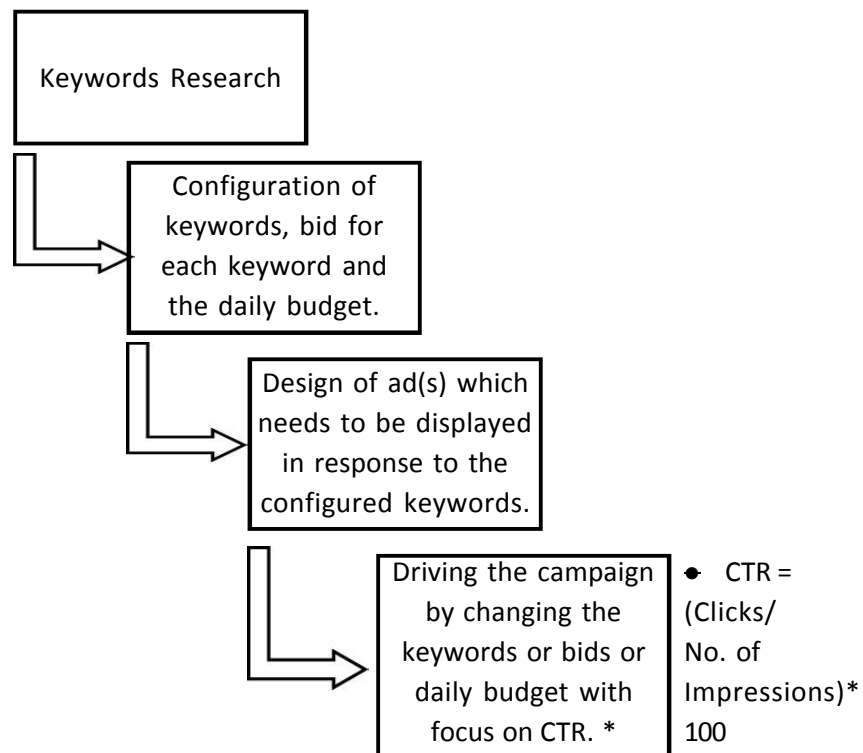 Keywords Research
Configuration of
keywords, bid for
each keyword and
the daily budget.
Design of ad(s) which
needs to be displayed
in response to the
configured keywords.
Driving the campaign
by changing the
keywords or bids or
daily budget with
focus on CTR. *
• CTR =
(Clicks/
No. of
Impressions)*
100